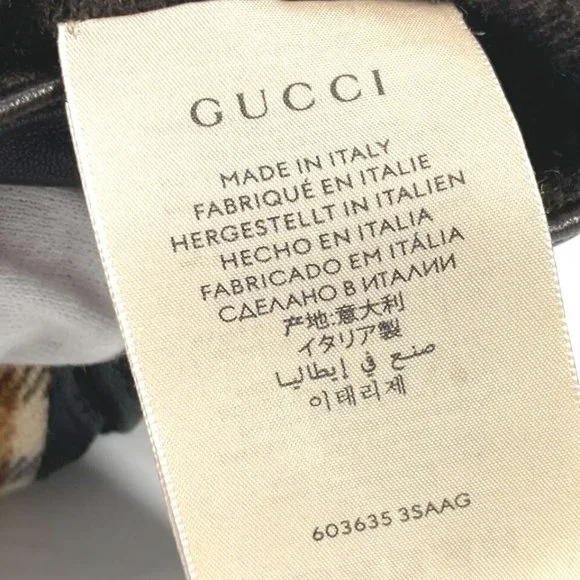 GUCCI
MADE IN ITALY
FABRIQUÉ EN ITALIE
HERGESTELLT IN ITALIEN
HECHO EN ITALIA
FABRICADO EM ITÁLIA
СДЕЛАНО В ИТАЛИИ
产地:意大利
イタリア製
صنع في إيطاليا
이태리제
603635 3SAAG